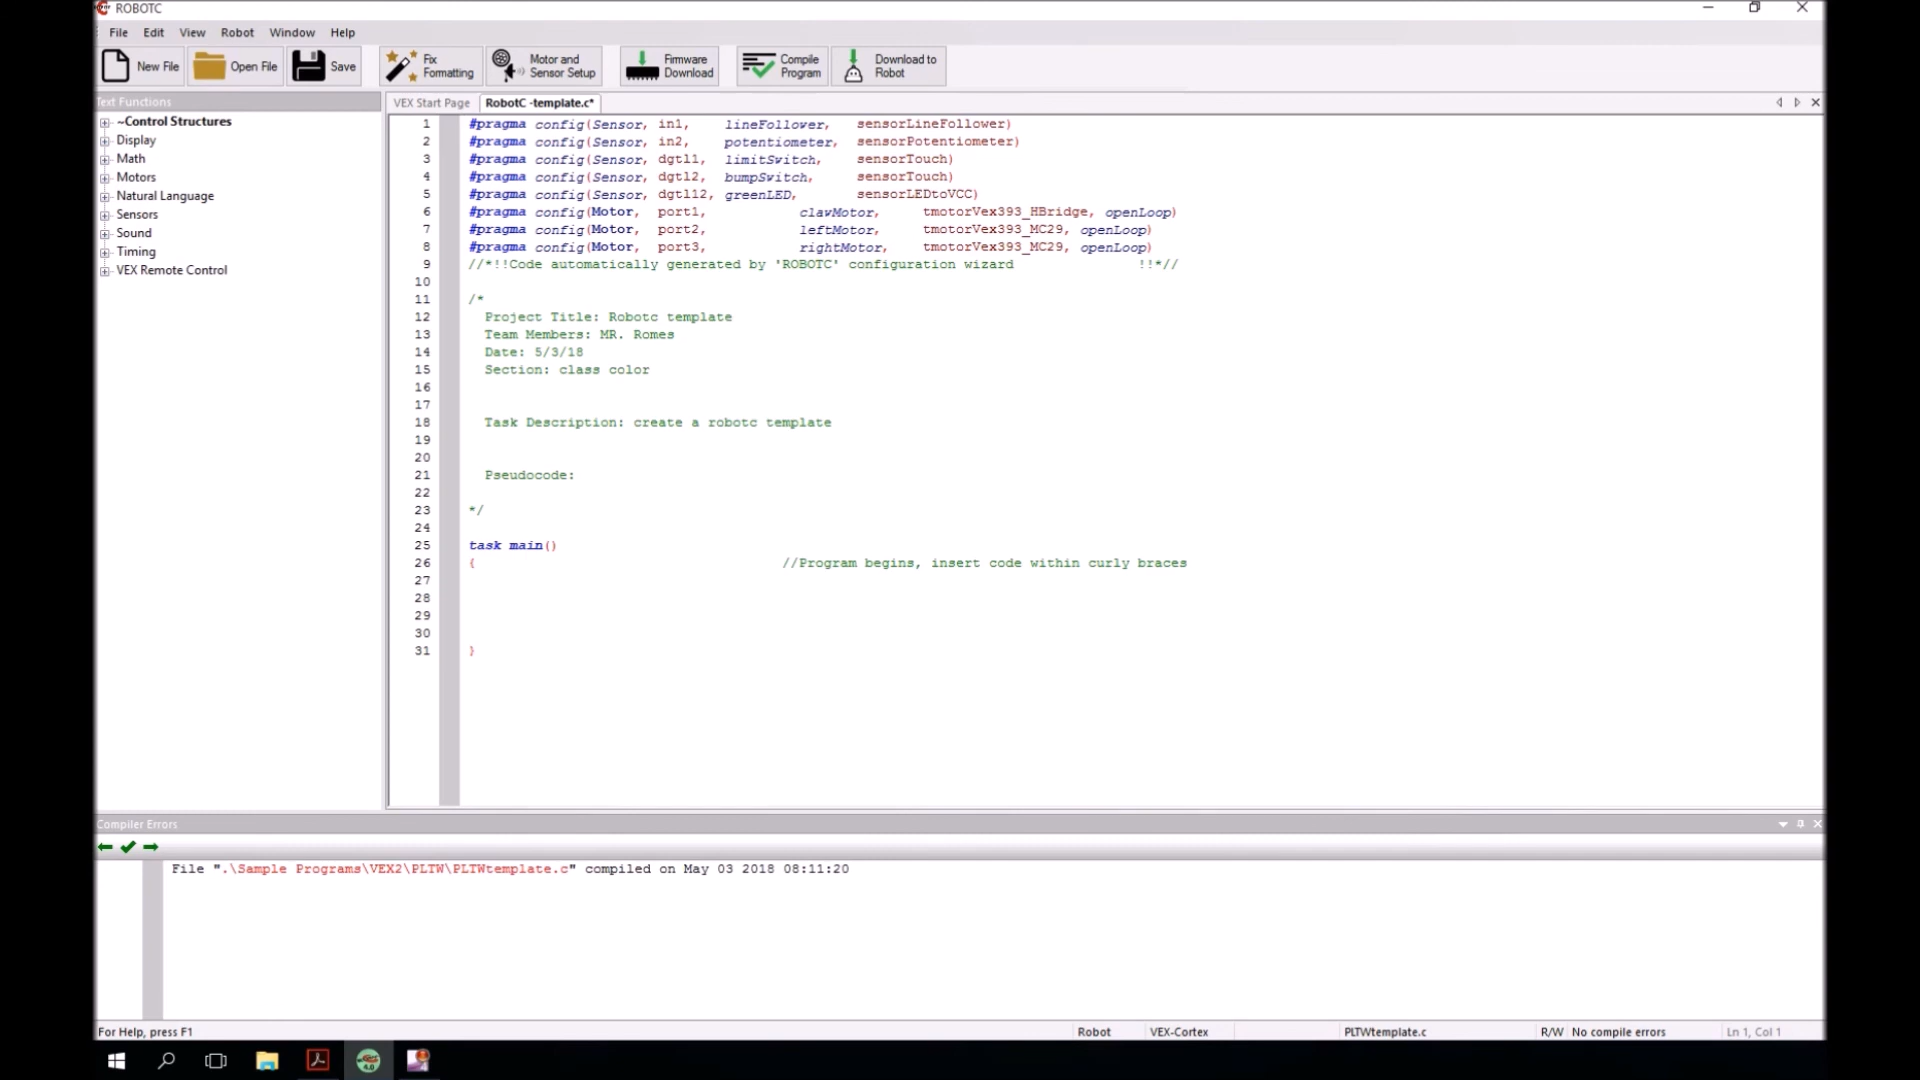 ROBOTC
File Edit View Robot Window Help
New File Open File Save Fix Formatting Motor and Sensor Setup Firmware Download Compile Program Download to Robot
Text Functions
~Control Structures
Display
Math
Motors
Natural Language
Sensors
Sound
Timing
VEX Remote Control
VEX Start Page RobotC -template.c*
1 #pragma config(Sensor, in1, lineFollower, sensorLineFollower)
2 #pragma config(Sensor, in2, potentiometer, sensorPotentiometer)
3 #pragma config(Sensor, dgtl1, limitSwitch, sensorTouch)
4 #pragma config(Sensor, dgtl2, bumpSwitch, sensorTouch)
5 #pragma config(Sensor, dgtl12, greenLED, sensorLEDtoVCC)
6 #pragma config(Motor, port1, clawMotor, tmotorVex393_HBridge, openLoop)
7 #pragma config(Motor, port2, leftMotor, tmotorVex393_MC29, openLoop)
8 #pragma config(Motor, port3, rightMotor, tmotorVex393_MC29, openLoop)
9 //*!!Code automatically generated by 'ROBOTC' configuration wizard !!*//
10
11 /*
12 Project Title: Robotc template
13 Team Members: MR. Romes
14 Date: 5/3/18
15 Section: class color
16
17
18 Task Description: create a robotc template
19
20
21 Pseudocode:
22
23 */
24
25 task main()
26 { //Program begins, insert code within curly braces
27
28
29
30
31 }
Compiler Errors
File ".\Sample Programs\VEX2\PLTW\PLTWtemplate.c" compiled on May 03 2018 08:11:20
For Help, press F1 Robot VEX-Cortex PLTWtemplate.c R/W No compile errors Ln 1, Col 1
4.0